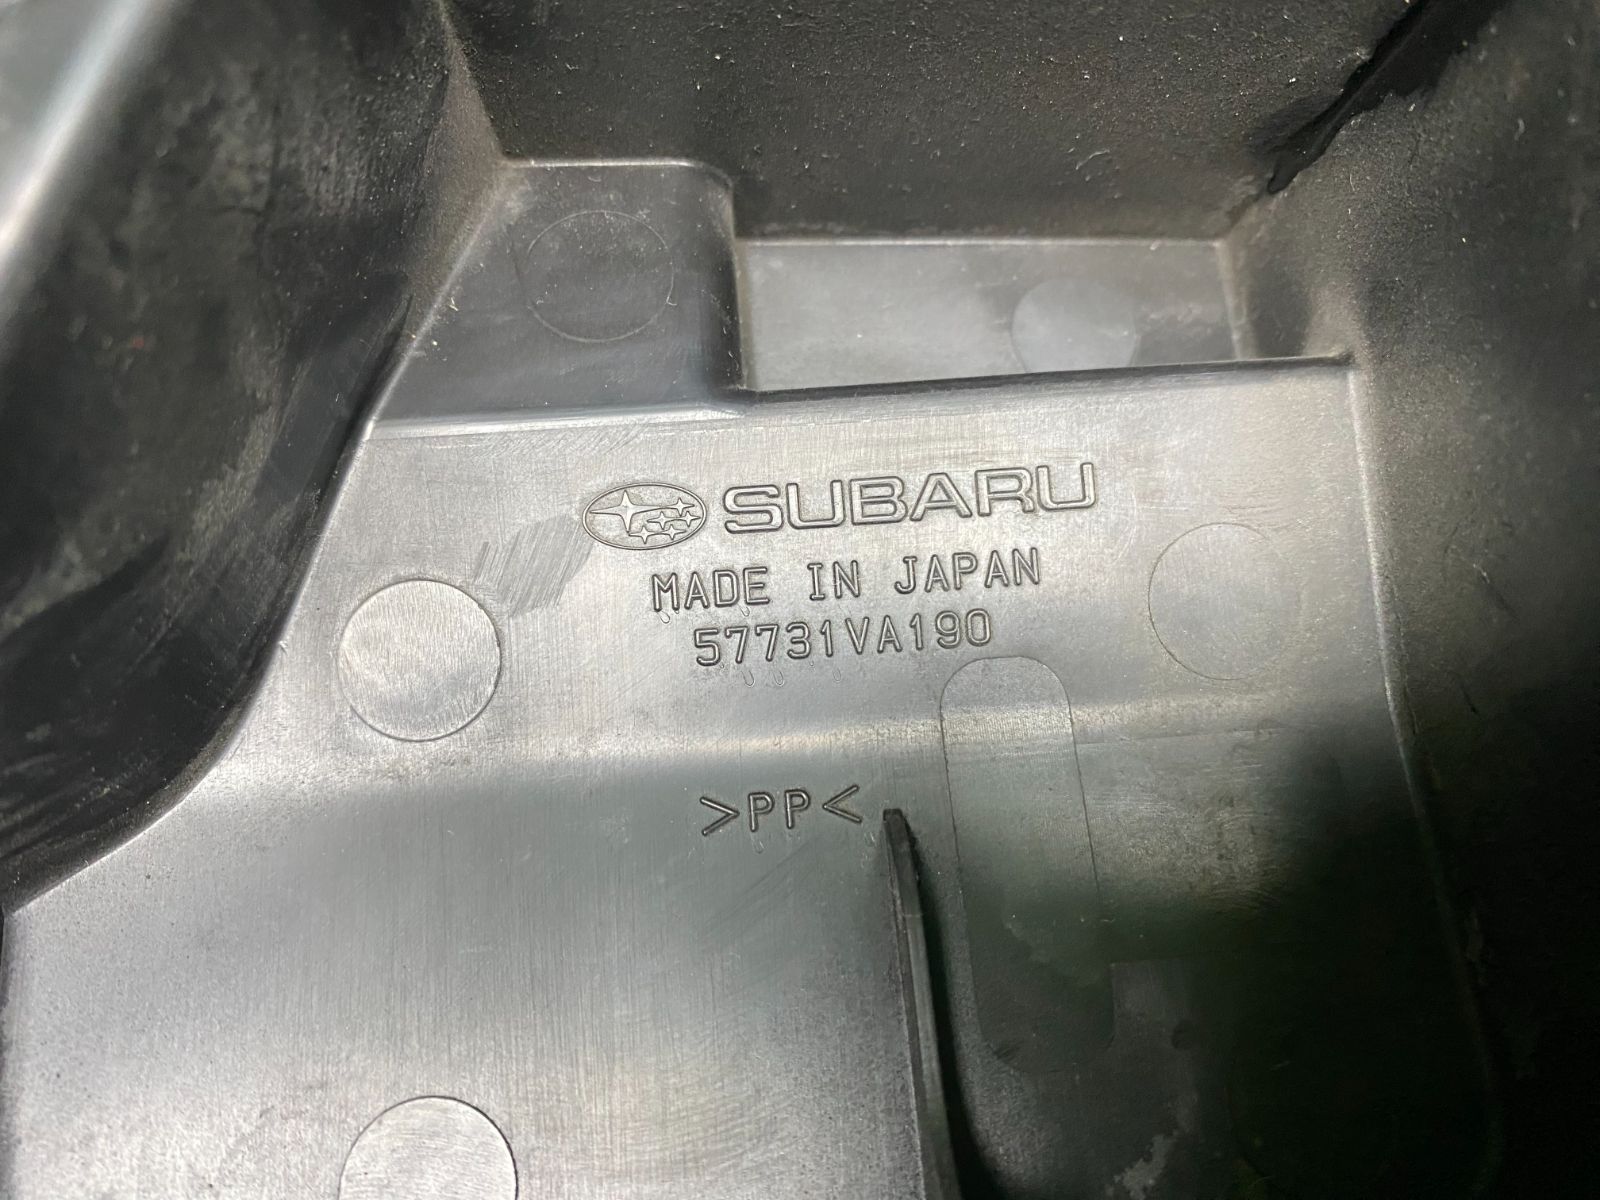 SUBARU
MADE IN JAPAN
57731VA190
>PP<